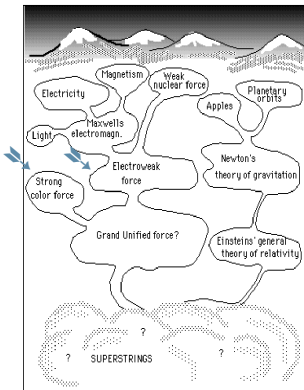 Magnetism
Weak
nuclear force
Electricity
Planetary
orbits
Apples
Light
Maxwells
electromagn.
Electroweak
force
Newton's
theory of gravitation
Strong
color force
Grand Unified force?
Einsteins' general
theory of relativity
?
?
SUPERSTRINGS
?